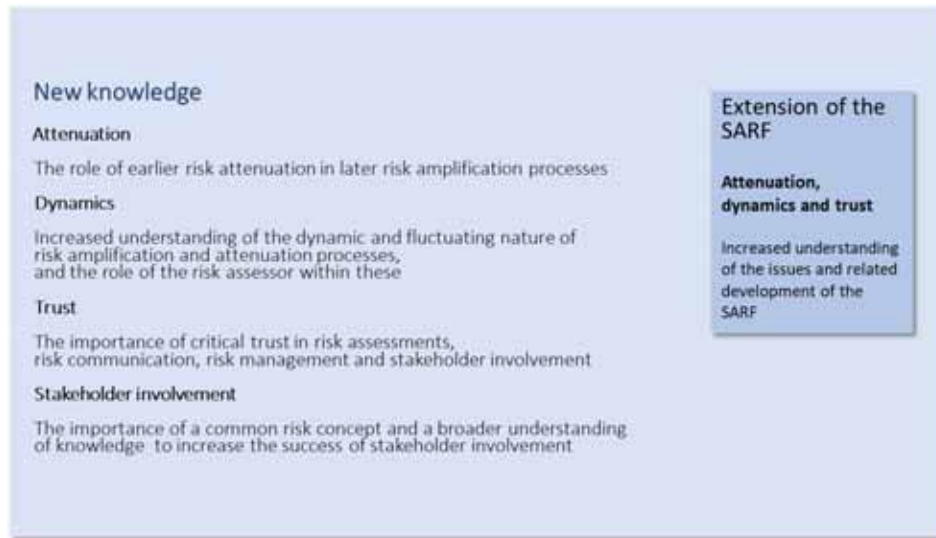 New knowledge
Attenuation
The role of earlier risk attenuation in later risk amplification processes
Dynamics
Increased understanding of the dynamic and fluctuating nature of
risk amplification and attenuation processes,
and the role of the risk assessor within these
Trust
The importance of critical trust in risk assessments,
risk communication, risk management and stakeholder involvement
Stakeholder involvement
The importance of a common risk concept and a broader understanding
of knowledge to increase the success of stakeholder involvement
Extension of the
SARF
Attenuation,
dynamics and trust
Increased understanding
of the issues and related
development of the
SARF